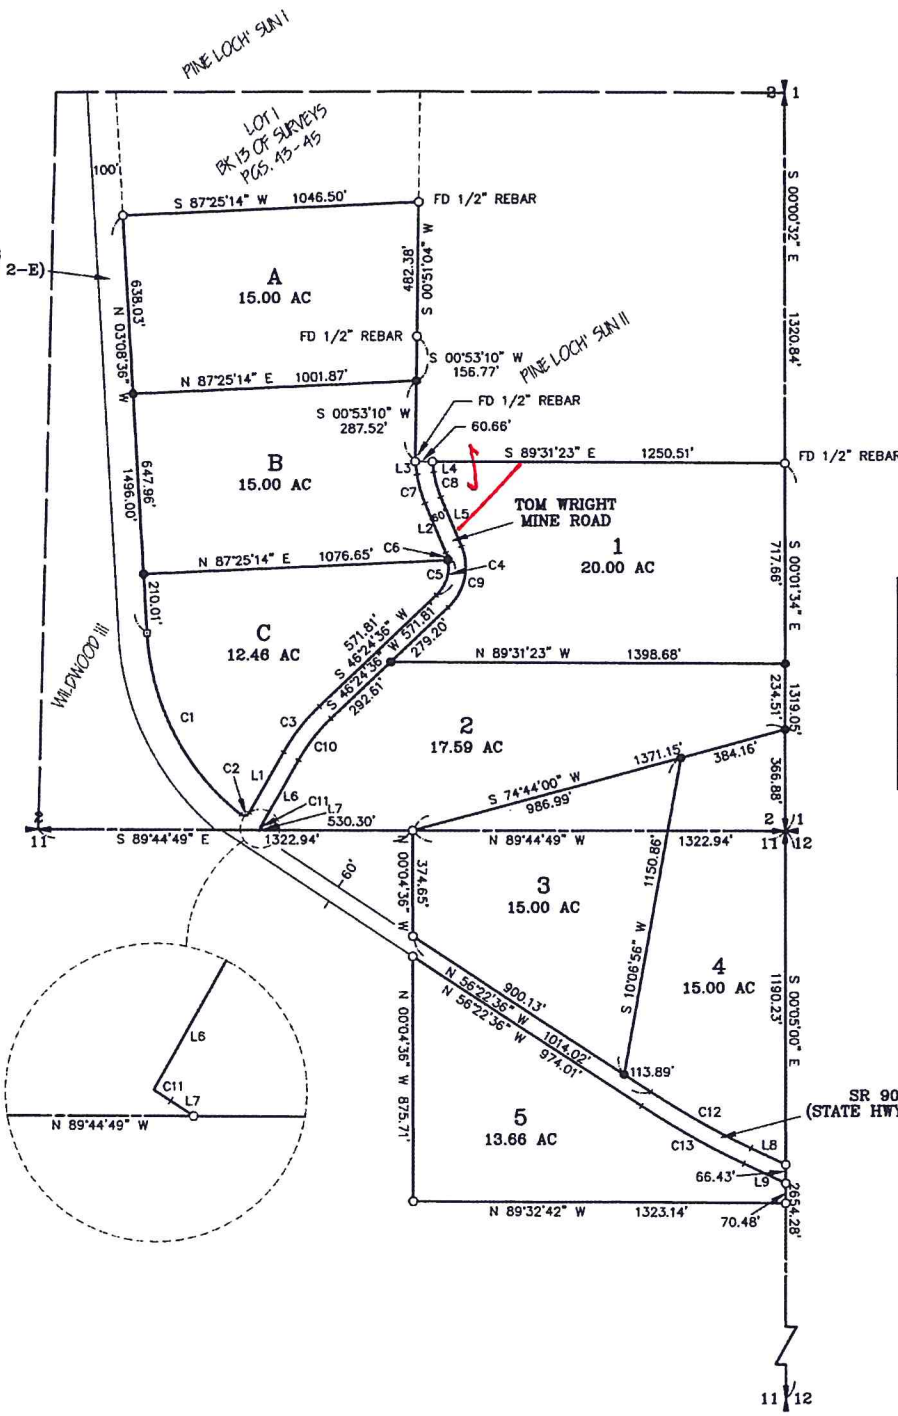 PINE LOCH' SUN I
2 1
LOT 1
BK 13 OF SURVEYS
PGS. 43-45
100'
S 87°25'14" W 1046.50'
FD 1/2" REBAR
S 00°00'32" E 1320.84'
2-E)
A
15.00 AC
482.38' S 00°51'04" W
638.03'
N 03°08'36" W
FD 1/2" REBAR
PINE LOCH' SUN II
S 00°53'10" W
156.77'
N 87°25'14" E 1001.87'
FD 1/2" REBAR
S 00°53'10" W
287.52'
60.66'
S 89°31'23" E 1250.51'
FD 1/2" REBAR
B
15.00 AC
L3
L4
C8
C7
L5
60'
L2
647.96'
1496.00'
TOM WRIGHT
MINE ROAD
1
20.00 AC
C6
N 87°25'14" E 1076.65'
C5
C4
C9
S 00°01'34" E
717.66'
210.01'
C
12.46 AC
571.81'
S 46°24'36" W
S 46°24'36" W 571.81'
279.20'
292.61'
N 89°31'23" W 1398.68'
WILDWOOD III
C1
C3
C10
2
17.59 AC
234.51'
1319.05'
1371.15'
384.16'
366.88'
S 74°44'00" W
986.99'
C2
L1
L6
C11
L7
530.30'
2
11
S 89°44'49" E 1322.94'
N 89°44'49" W 1322.94'
2 1
11 12
60'
374.65'
N 00°04'36" W
3
15.00 AC
1150.86'
S 10°06'56" W
4
15.00 AC
S 00°05'00" E
1190.23'
900.13'
N 56°22'36" W 1014.02'
N 56°22'36" W 974.01'
113.89'
N 00°04'36" W 875.71'
L6
C11
L7
N 89°44'49" W
5
13.66 AC
C12
C13
SR 90
(STATE HWY
L8
66.43'
L9
N 89°32'42" W 1323.14'
70.48'
2654.28'
11 12